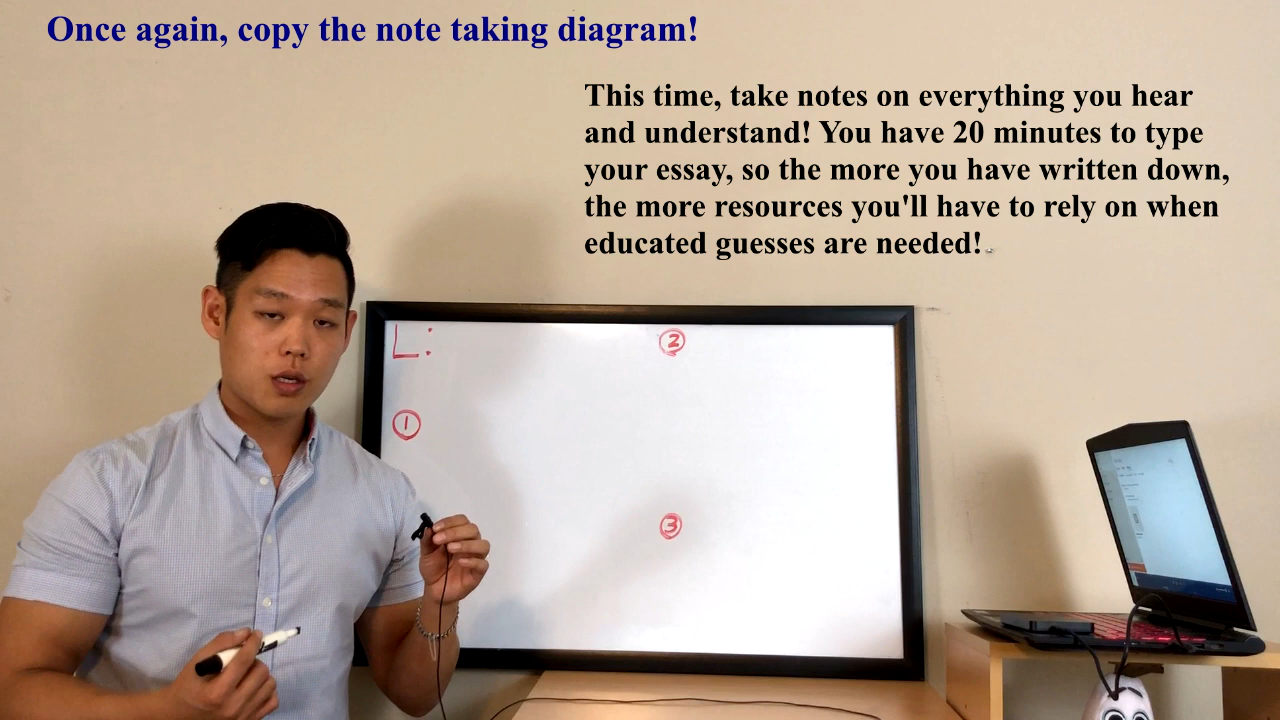 Once again, copy the note taking diagram!
This time, take notes on everything you hear
and understand! You have 20 minutes to type
your essay, so the more you have written down,
the more resources you'll have to rely on when
educated guesses are needed!
L:
②
①
③